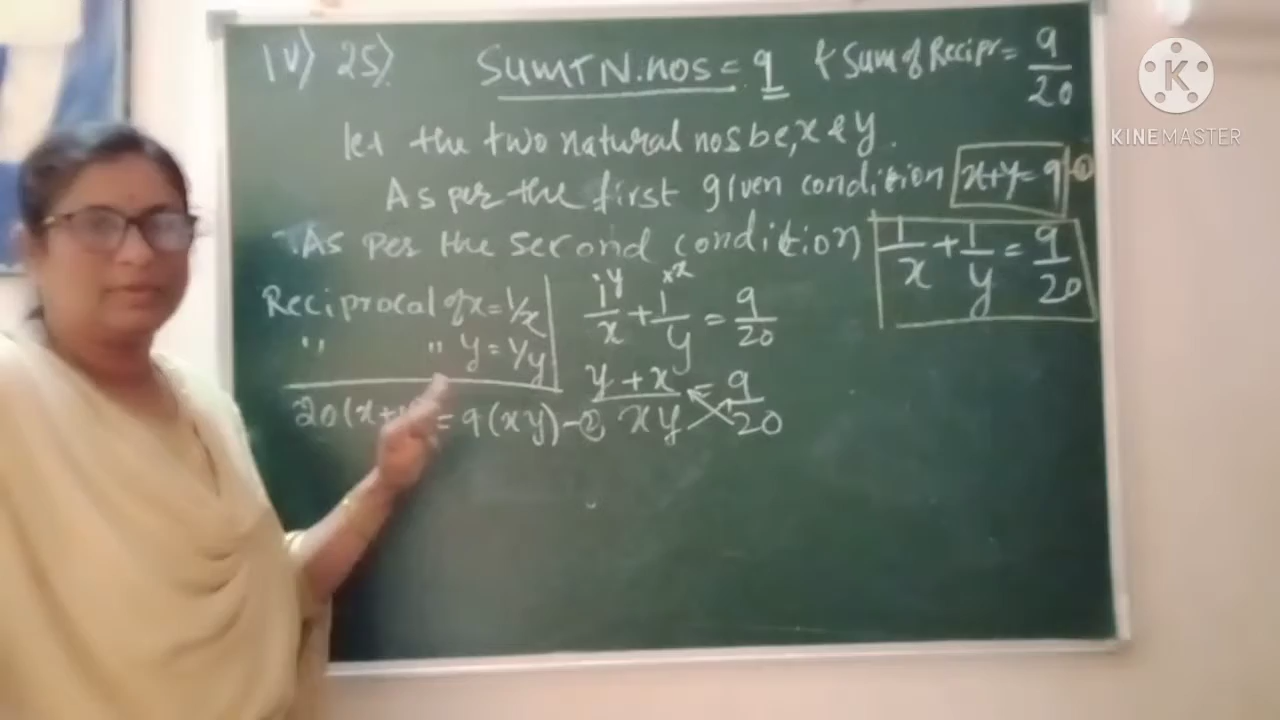 IV) 25)
SUM T N.nos = 9 & Sum of Recipr = 9/20
let the two natural nos be, x & y.
As per the first given condition x+y=9 -①
As per the second condition 1/x + 1/y = 9/20
Reciprocal of x = 1/x
" " y = 1/y
1/x + 1/y = 9/20
y + x / xy = 9/20
20(x+y) = 9(xy) - ②
KINEMASTER